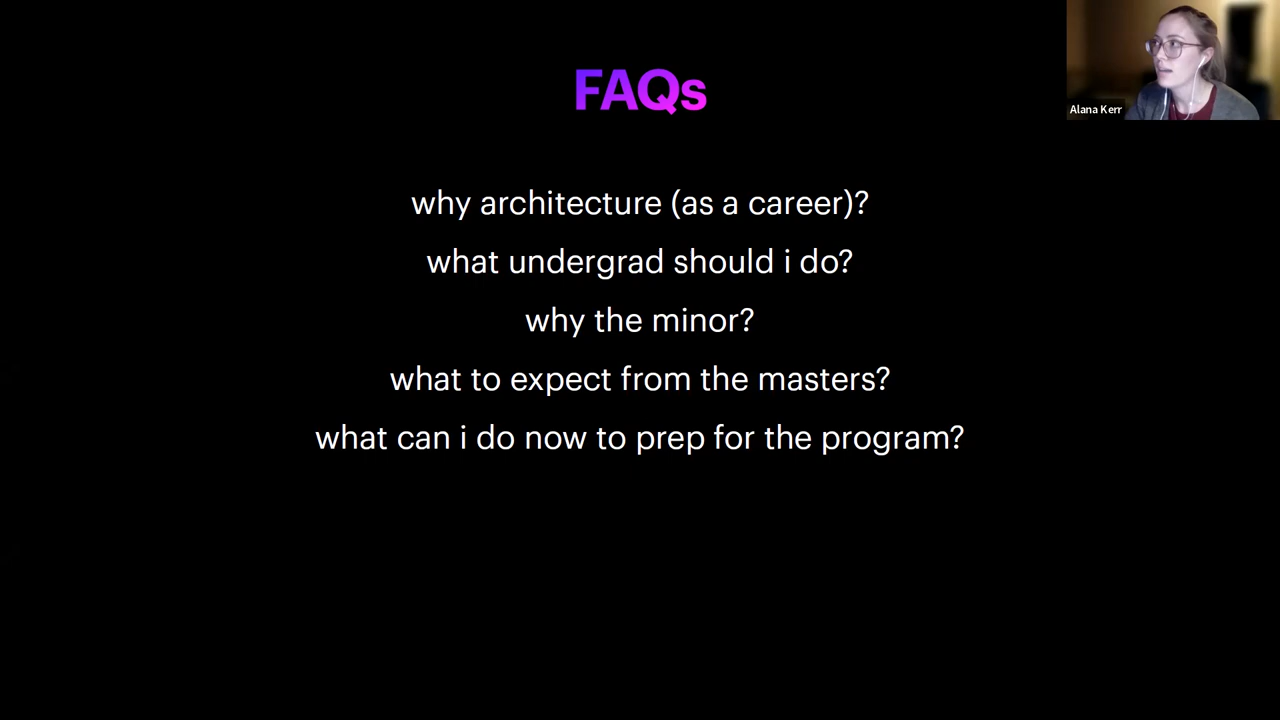 FAQs
Alana Kerr
why architecture (as a career)?
what undergrad should i do?
why the minor?
what to expect from the masters?
what can i do now to prep for the program?